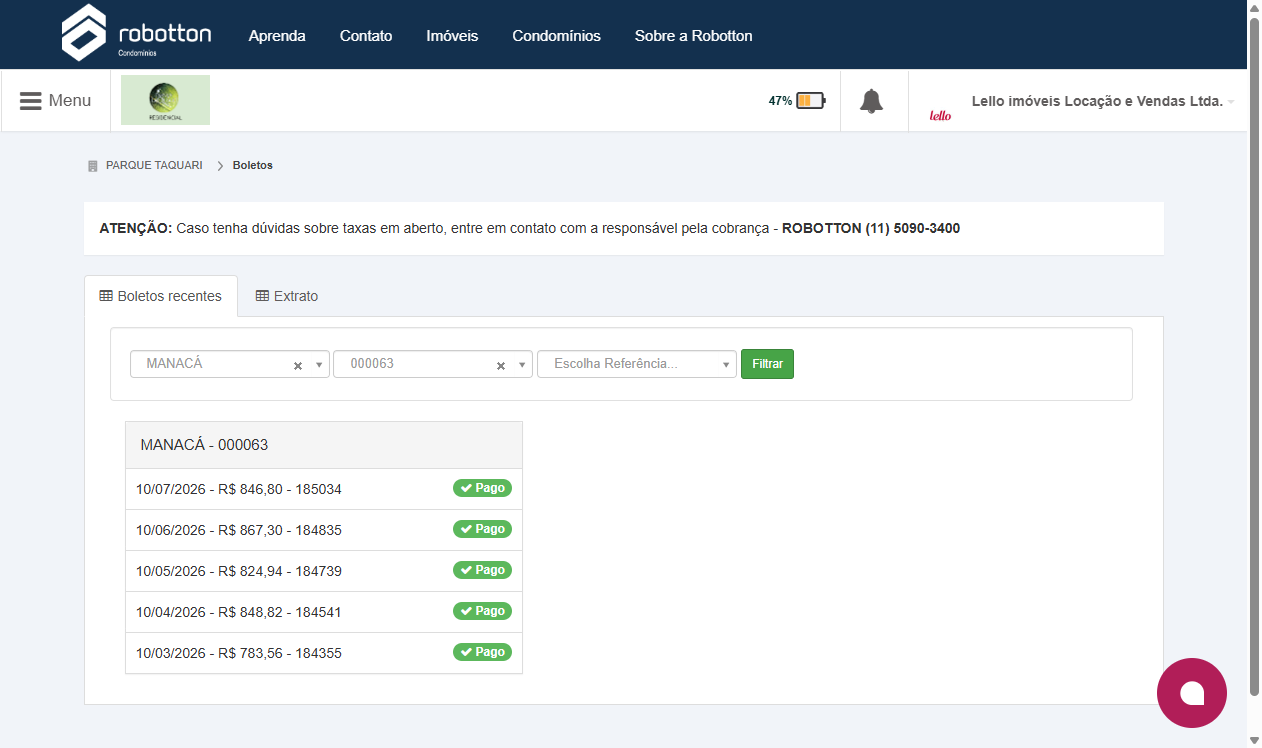 robotton
Condomínios
Aprenda
Contato
Imóveis
Condomínios
Sobre a Robotton
Menu
RESIDENCIAL
47%
lello
Lello imóveis Locação e Vendas Ltda.
PARQUE TAQUARI
Boletos
ATENÇÃO: Caso tenha dúvidas sobre taxas em aberto, entre em contato com a responsável pela cobrança - ROBOTTON (11) 5090-3400
Boletos recentes
Extrato
MANACÁ
000063
Escolha Referência...
Filtrar
MANACÁ - 000063
10/07/2026 - R$ 846,80 - 185034
Pago
10/06/2026 - R$ 867,30 - 184835
Pago
10/05/2026 - R$ 824,94 - 184739
Pago
10/04/2026 - R$ 848,82 - 184541
Pago
10/03/2026 - R$ 783,56 - 184355
Pago